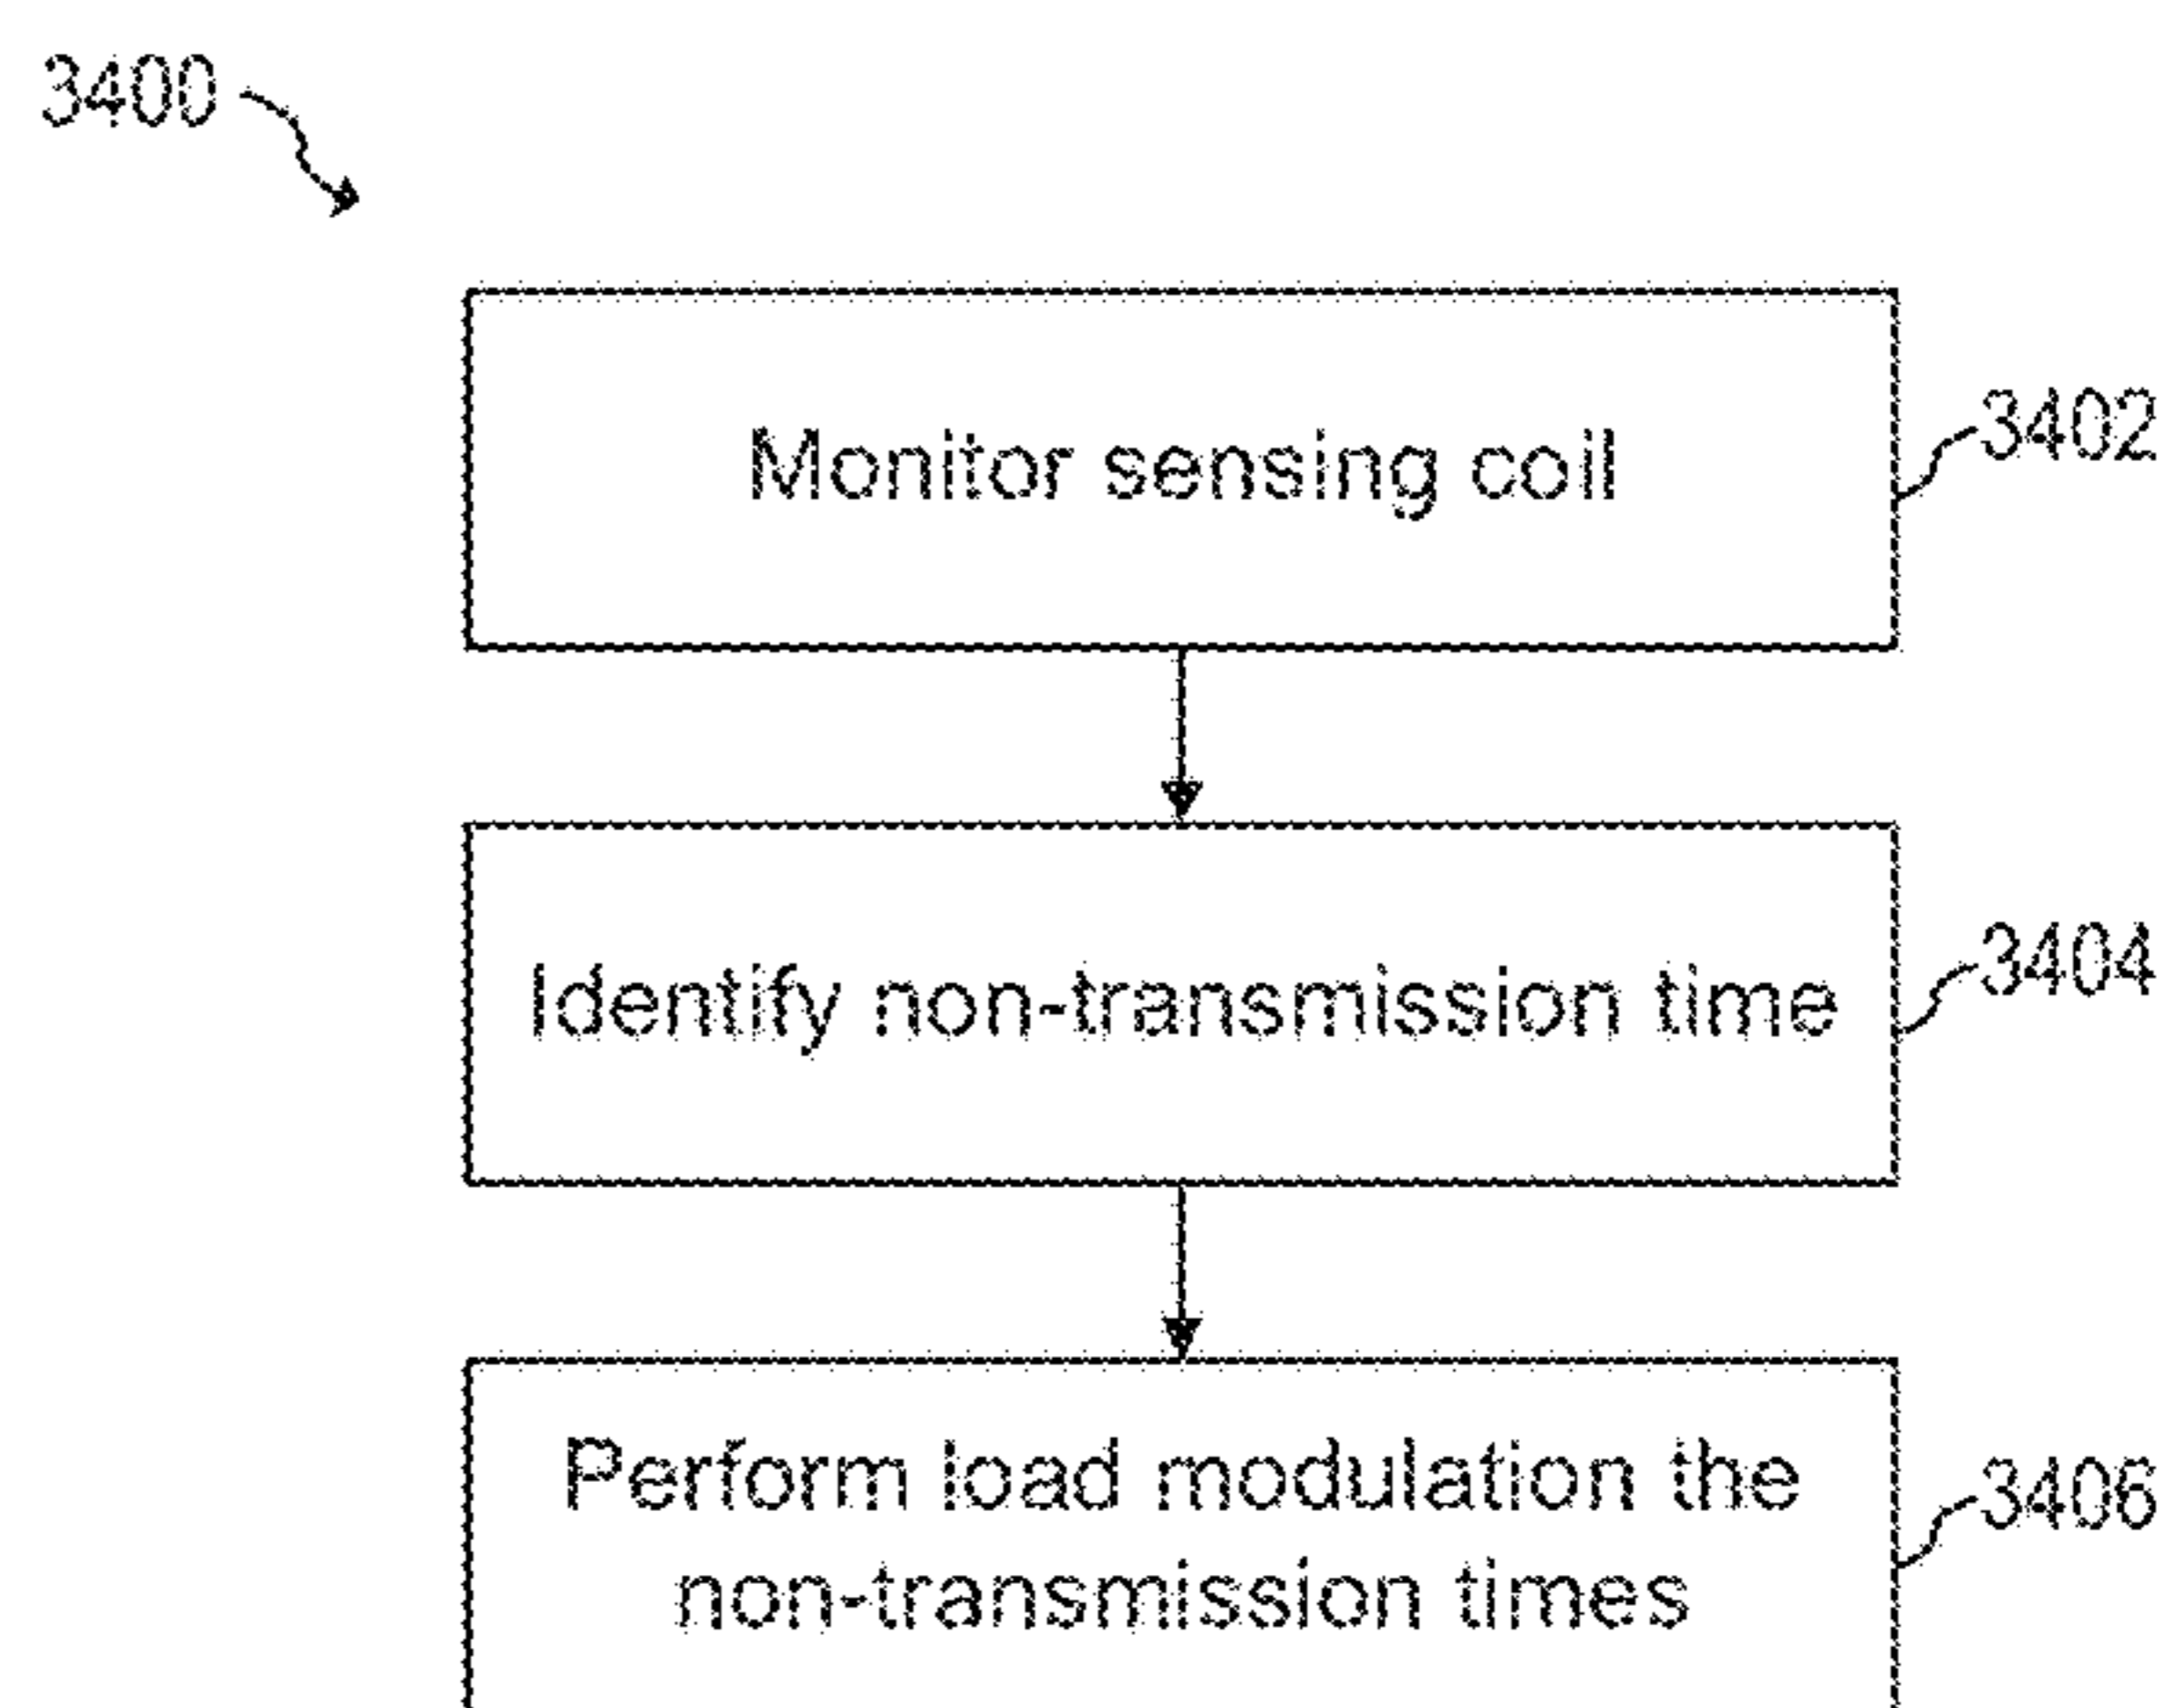 3400
Monitor sensing coil
3402
Identify non-transmission time
3404
Perform load modulation the
non-transmission times
3406